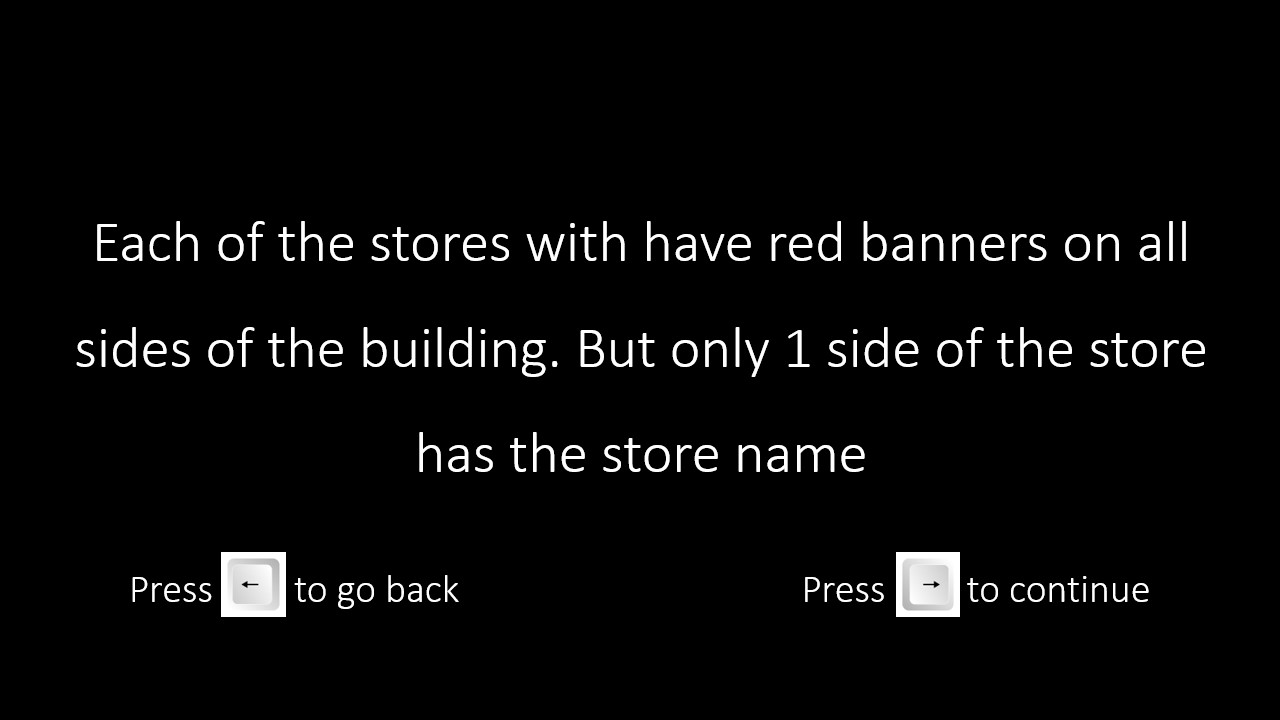 Each of the stores with have red banners on all
sides of the building. But only 1 side of the store
has the store name
Press ← to go back
Press → to continue